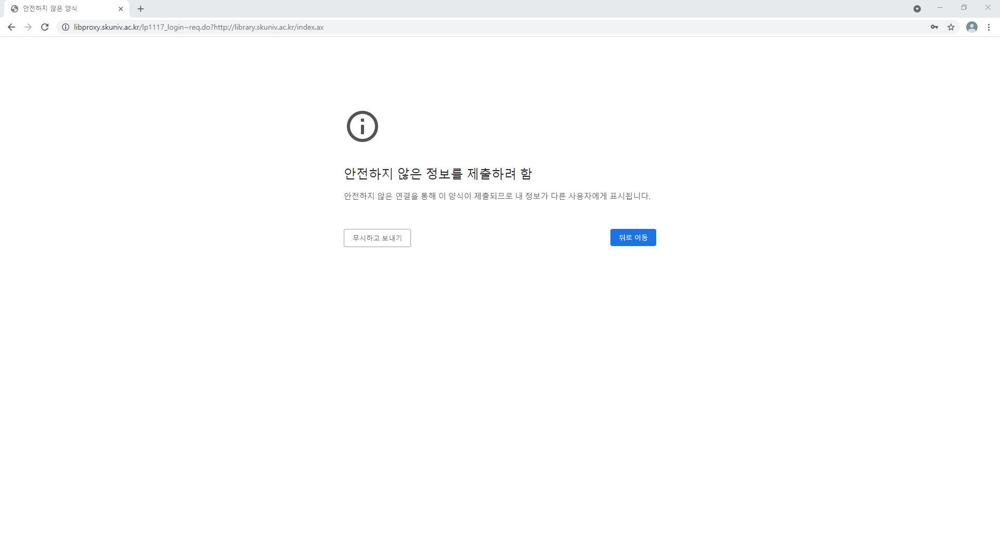 안전하지 않은 양식
libproxy.skuniv.ac.kr/lp1117_login~req.do?http://library.skuniv.ac.kr/index.ax
안전하지 않은 정보를 제출하려 함
안전하지 않은 연결을 통해 이 양식이 제출되므로 내 정보가 다른 사용자에게 표시됩니다.
무시하고 보내기
뒤로 이동